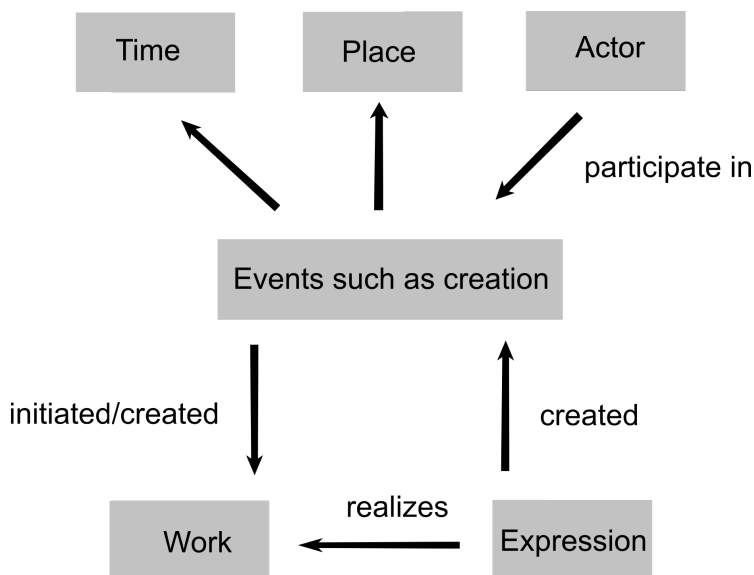 Time
Place
Actor
participate in
Events such as creation
initiated/created
created
realizes
Work
Expression